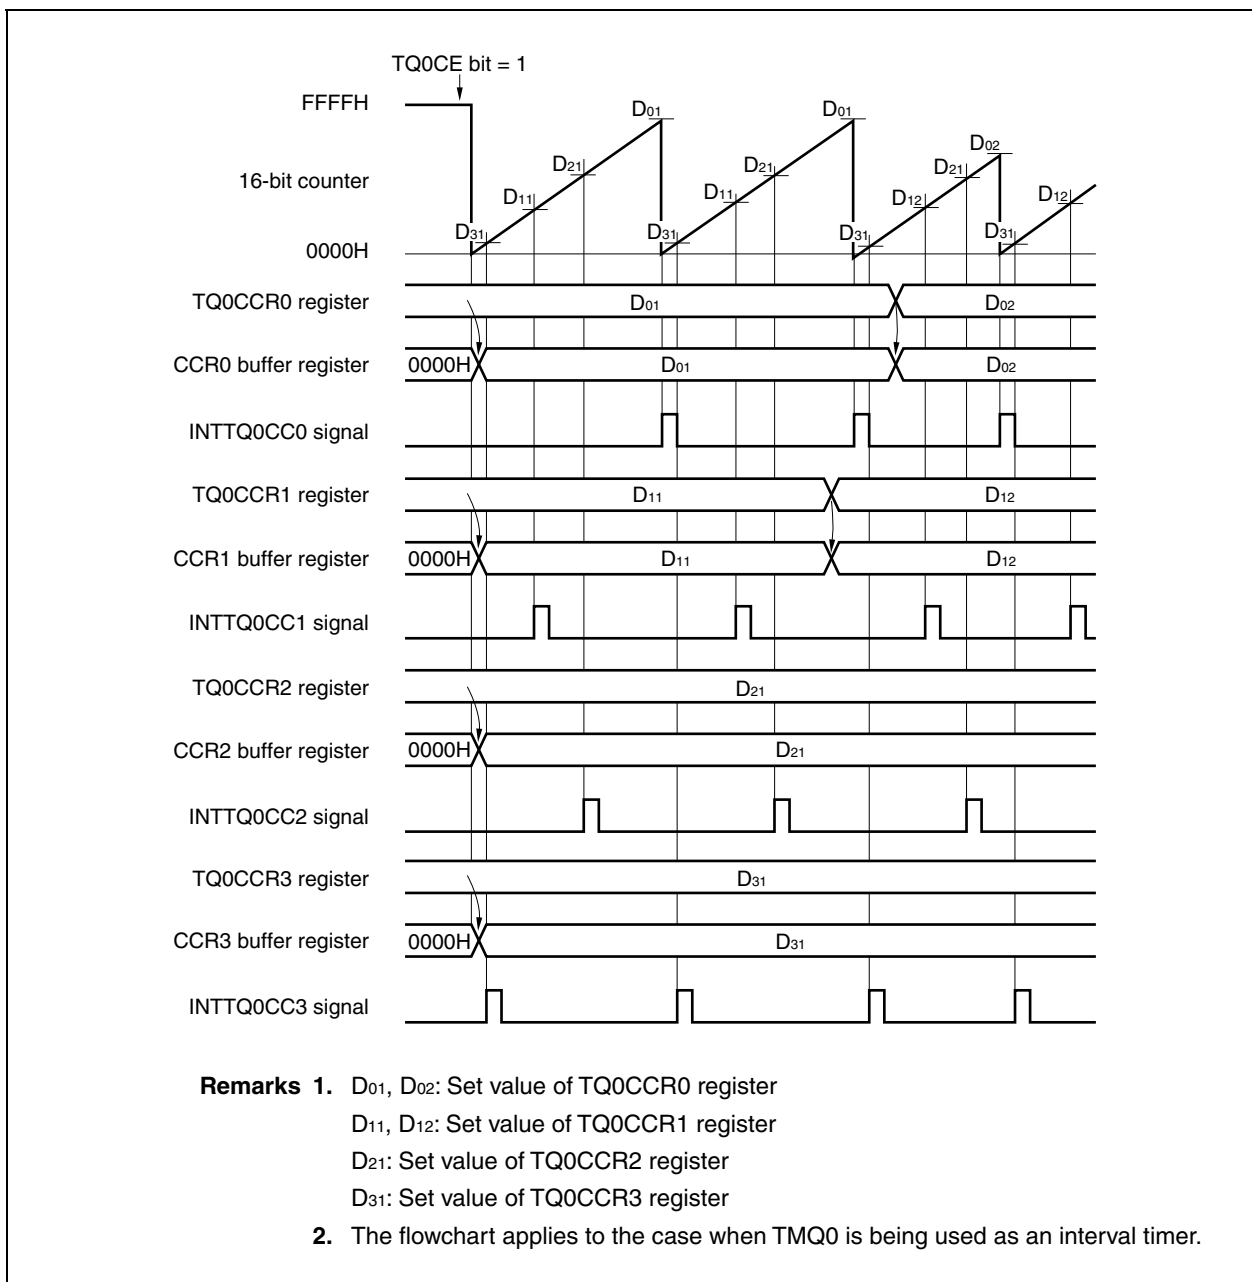 TQ0CE bit = 1
FFFFH
D01 D01
D02
D21 D21 D21
16-bit counter
D11 D11 D12 D12
D31 D31 D31 D31
0000H
TQ0CCR0 register D01 D02
CCR0 buffer register 0000H D01 D02
INTTQ0CC0 signal
TQ0CCR1 register D11 D12
CCR1 buffer register 0000H D11 D12
INTTQ0CC1 signal
TQ0CCR2 register D21
CCR2 buffer register 0000H D21
INTTQ0CC2 signal
TQ0CCR3 register D31
CCR3 buffer register 0000H D31
INTTQ0CC3 signal
Remarks 1. D01, D02: Set value of TQ0CCR0 register
D11, D12: Set value of TQ0CCR1 register
D21: Set value of TQ0CCR2 register
D31: Set value of TQ0CCR3 register
2. The flowchart applies to the case when TMQ0 is being used as an interval timer.